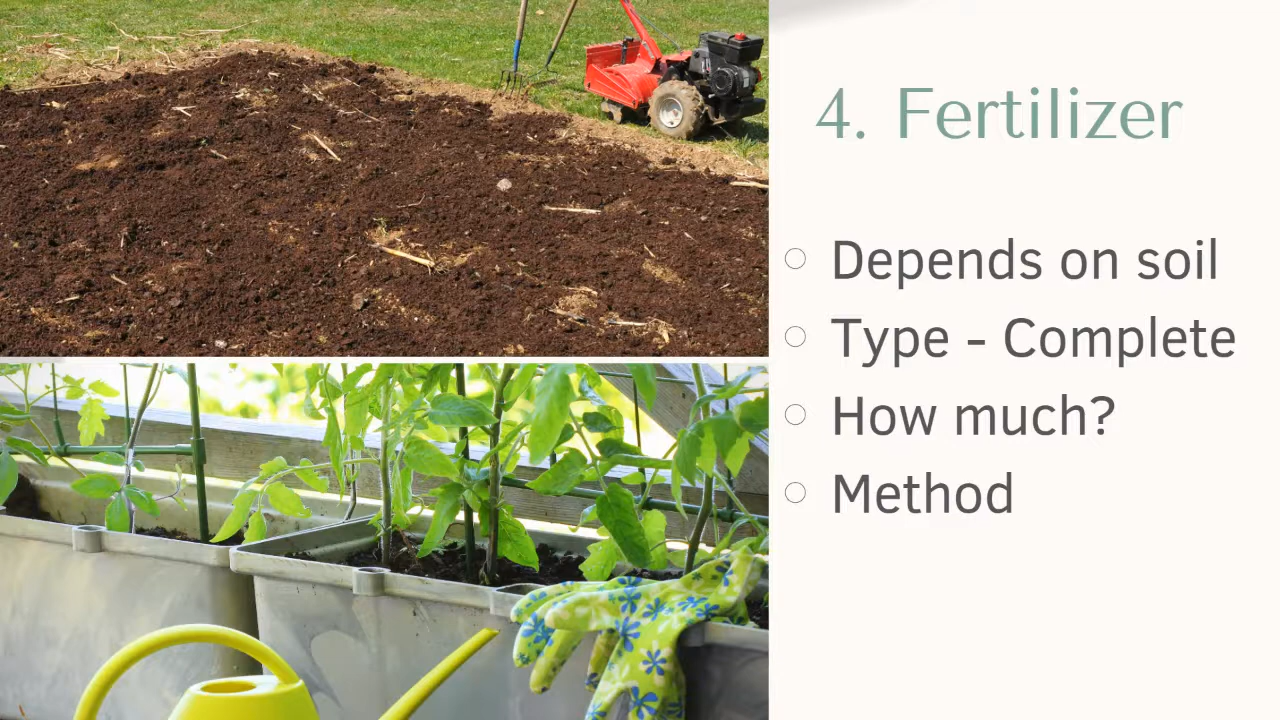 4. Fertilizer
Depends on soil
Type - Complete
How much?
Method